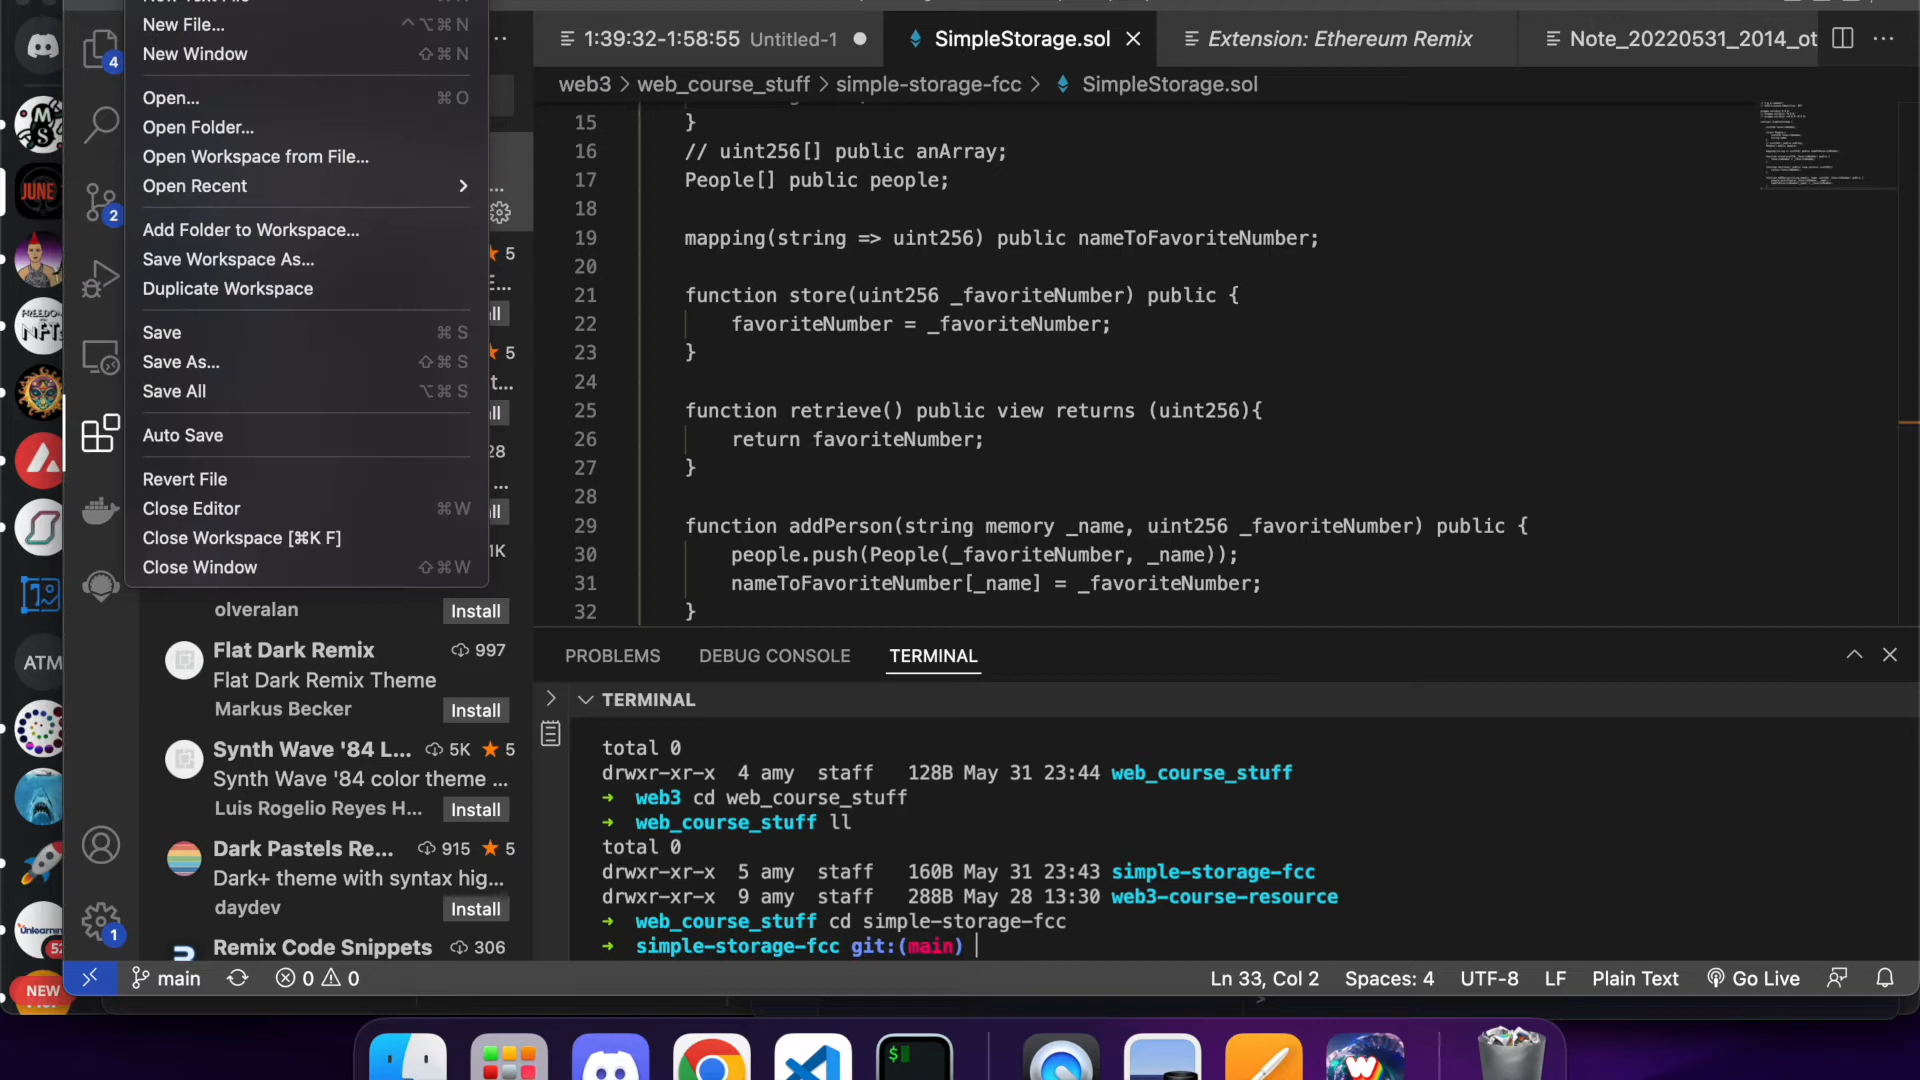 New File... ^⌥⌘N
New Window ⇧⌘N
Open... ⌘O
Open Folder...
Open Workspace from File...
Open Recent
Add Folder to Workspace...
Save Workspace As...
Duplicate Workspace
Save ⌘S
Save As... ⇧⌘S
Save All ⌥⌘S
Auto Save
Revert File
Close Editor ⌘W
Close Workspace [⌘K F]
Close Window ⇧⌘W
4
2
1
JUNE
ATM
NEW
5
5
28
1K
olveralan Install
Flat Dark Remix 997
Flat Dark Remix Theme
Markus Becker Install
Synth Wave '84 L... 5K ★ 5
Synth Wave '84 color theme ...
Luis Rogelio Reyes H... Install
Dark Pastels Re... 915 ★ 5
Dark+ theme with syntax hig...
daydev Install
Remix Code Snippets 306
1:39:32-1:58:55 Untitled-1 ●
SimpleStorage.sol
Extension: Ethereum Remix
Note_20220531_2014_ot
web3 > web_course_stuff > simple-storage-fcc > SimpleStorage.sol
15 }
16 // uint256[] public anArray;
17 People[] public people;
18
19 mapping(string => uint256) public nameToFavoriteNumber;
20
21 function store(uint256 _favoriteNumber) public {
22 favoriteNumber = _favoriteNumber;
23 }
24
25 function retrieve() public view returns (uint256){
26 return favoriteNumber;
27 }
28
29 function addPerson(string memory _name, uint256 _favoriteNumber) public {
30 people.push(People(_favoriteNumber, _name));
31 nameToFavoriteNumber[_name] = _favoriteNumber;
32 }
PROBLEMS DEBUG CONSOLE TERMINAL
TERMINAL
total 0
drwxr-xr-x 4 amy staff 128B May 31 23:44 web_course_stuff
➜ web3 cd web_course_stuff
➜ web_course_stuff ll
total 0
drwxr-xr-x 5 amy staff 160B May 31 23:43 simple-storage-fcc
drwxr-xr-x 9 amy staff 288B May 28 13:30 web3-course-resource
➜ web_course_stuff cd simple-storage-fcc
➜ simple-storage-fcc git:(main)
main 0 0 Ln 33, Col 2 Spaces: 4 UTF-8 LF Plain Text Go Live